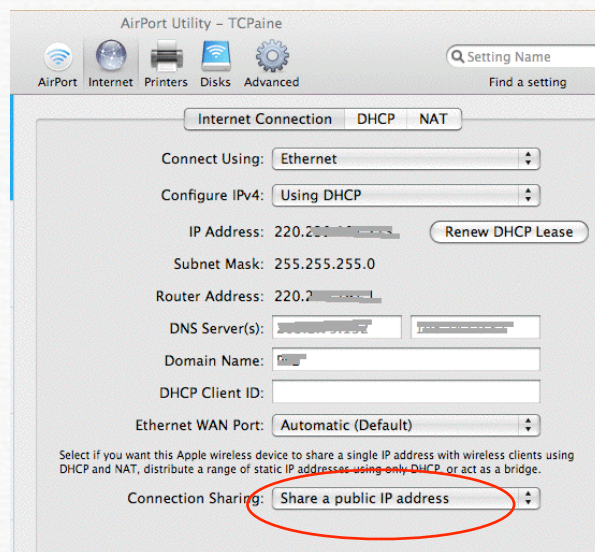 AirPort Utility – TCPaine
AirPort Internet Printers Disks Advanced
Setting Name
Find a setting
Internet Connection DHCP NAT
Connect Using: Ethernet
Configure IPv4: Using DHCP
IP Address: 220. Renew DHCP Lease
Subnet Mask: 255.255.255.0
Router Address: 220.2
DNS Server(s):
Domain Name:
DHCP Client ID:
Ethernet WAN Port: Automatic (Default)
Select if you want this Apple wireless device to share a single IP address with wireless clients using
DHCP and NAT, distribute a range of static IP addresses using only DHCP, or act as a bridge.
Connection Sharing: Share a public IP address